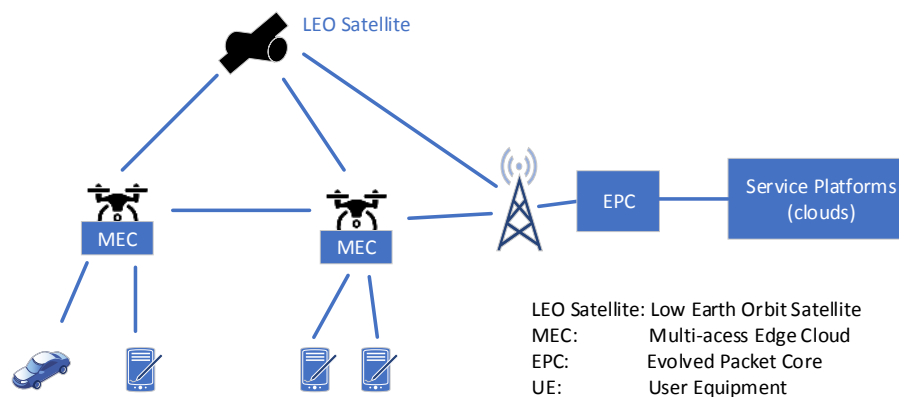 LEO Satellite
MEC
MEC
EPC
Service Platforms
(clouds)
LEO Satellite: Low Earth Orbit Satellite
MEC: Multi-acess Edge Cloud
EPC: Evolved Packet Core
UE: User Equipment